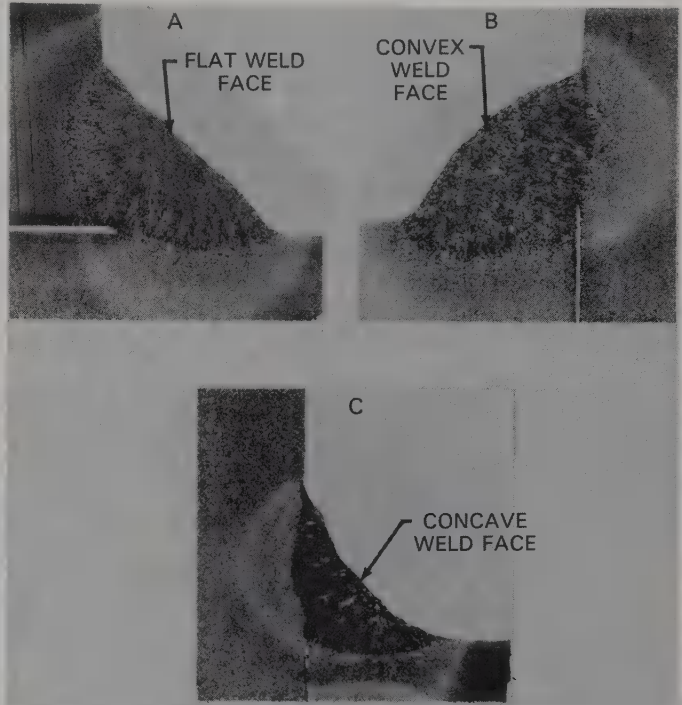 A
FLAT WELD
FACE
B
CONVEX
WELD
FACE
C
CONCAVE
WELD FACE